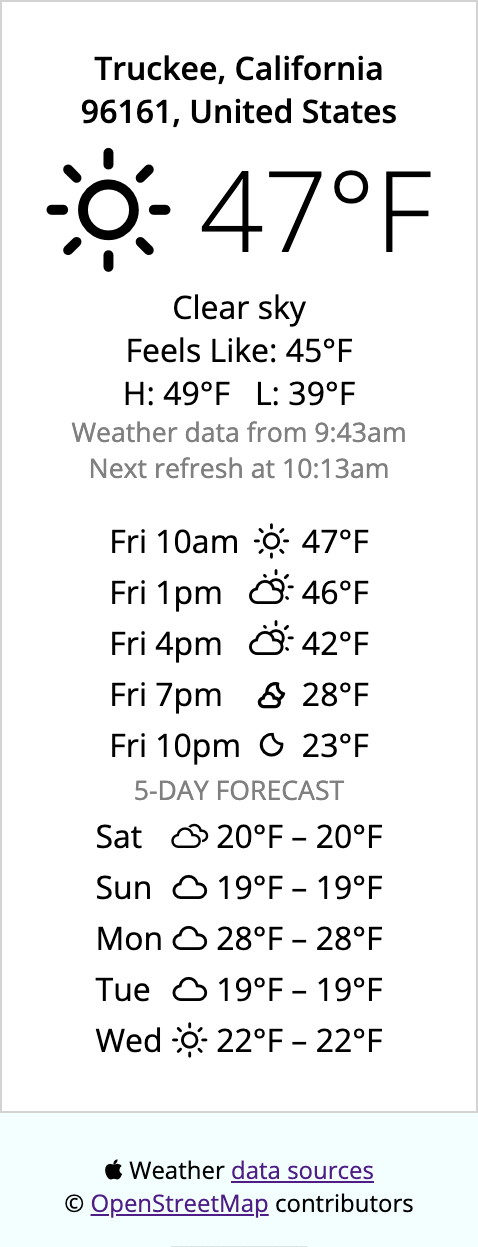 Truckee, California
96161, United States
47°F
Clear sky
Feels Like: 45°F
H: 49°F L: 39°F
Weather data from 9:43am
Next refresh at 10:13am
Fri 10am 47°F
Fri 1pm 46°F
Fri 4pm 42°F
Fri 7pm 28°F
Fri 10pm 23°F
5-DAY FORECAST
Sat 20°F – 20°F
Sun 19°F – 19°F
Mon 28°F – 28°F
Tue 19°F – 19°F
Wed 22°F – 22°F
Weather data sources
© OpenStreetMap contributors